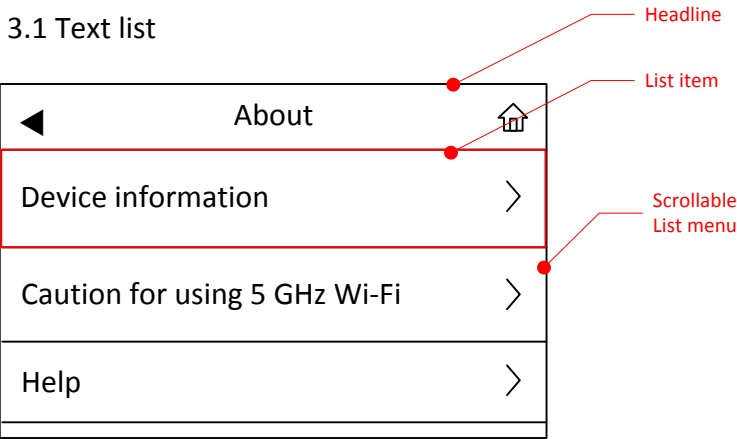 3.1 Text list
Headline
List item
About
Device information
Scrollable
List menu
Caution for using 5 GHz Wi-Fi
Help